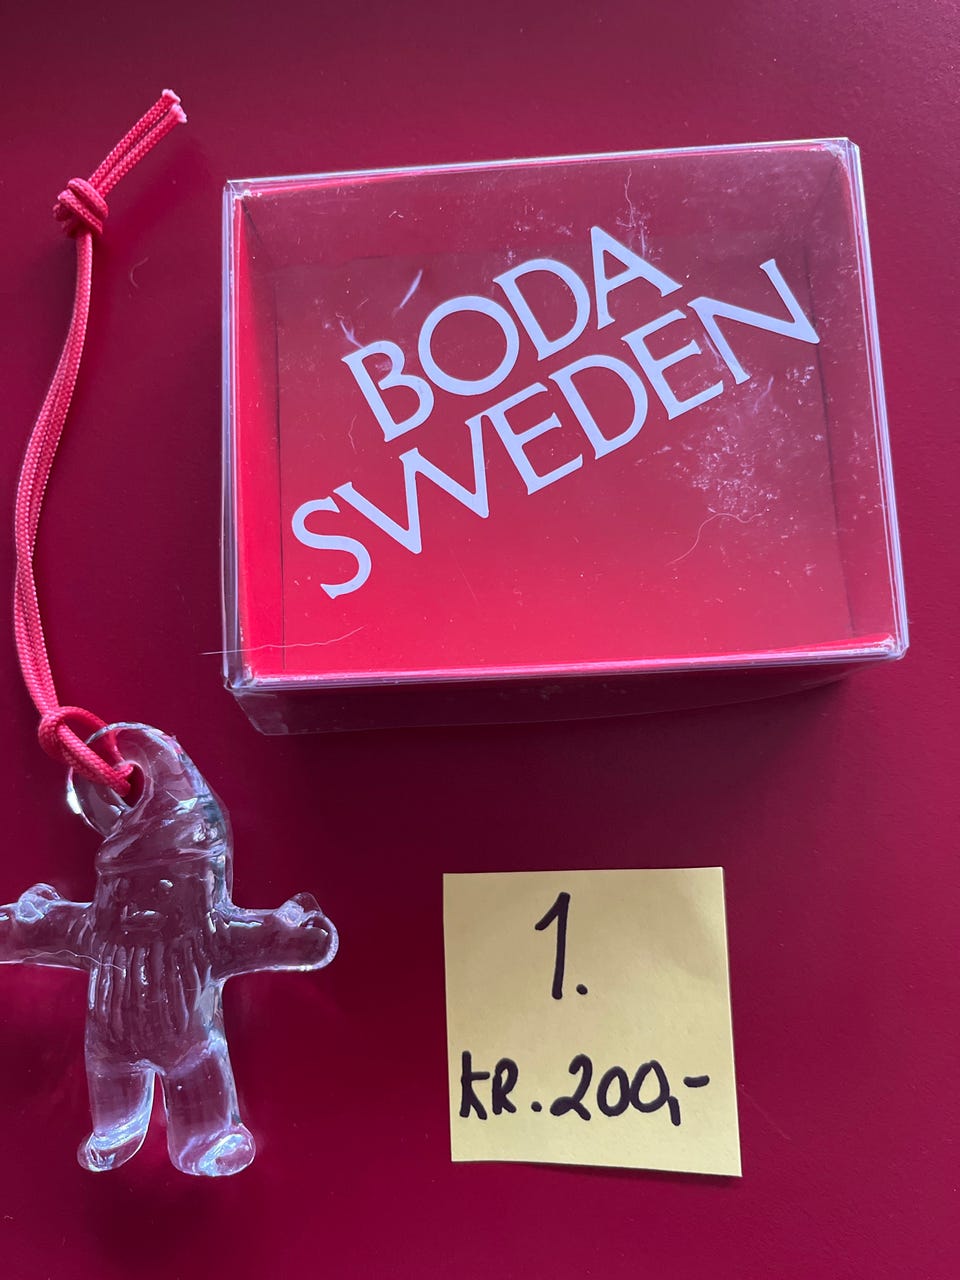 BODA
SWEDEN
1.
KR. 200,-